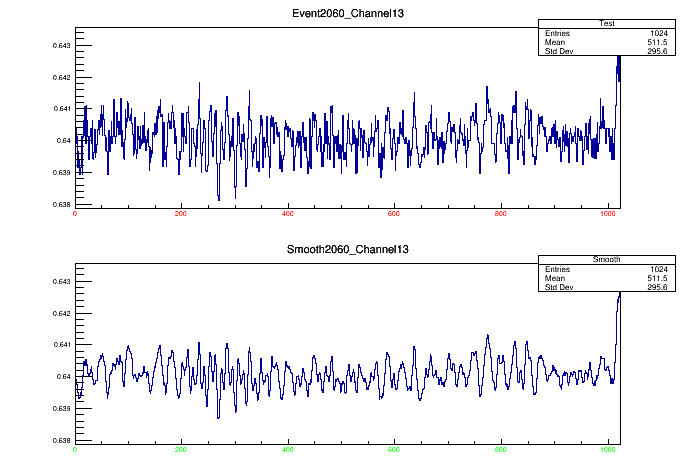 Event2060_Channel13
Test
Entries 1024
Mean 511.5
Std Dev 295.6
0.643
0.642
0.641
0.64
0.639
0.638
0 200 400 600 800 1000
Smooth2060_Channel13
Smooth
Entries 1024
Mean 511.5
Std Dev 295.6
0.643
0.642
0.641
0.64
0.639
0.638
0 200 400 600 800 1000